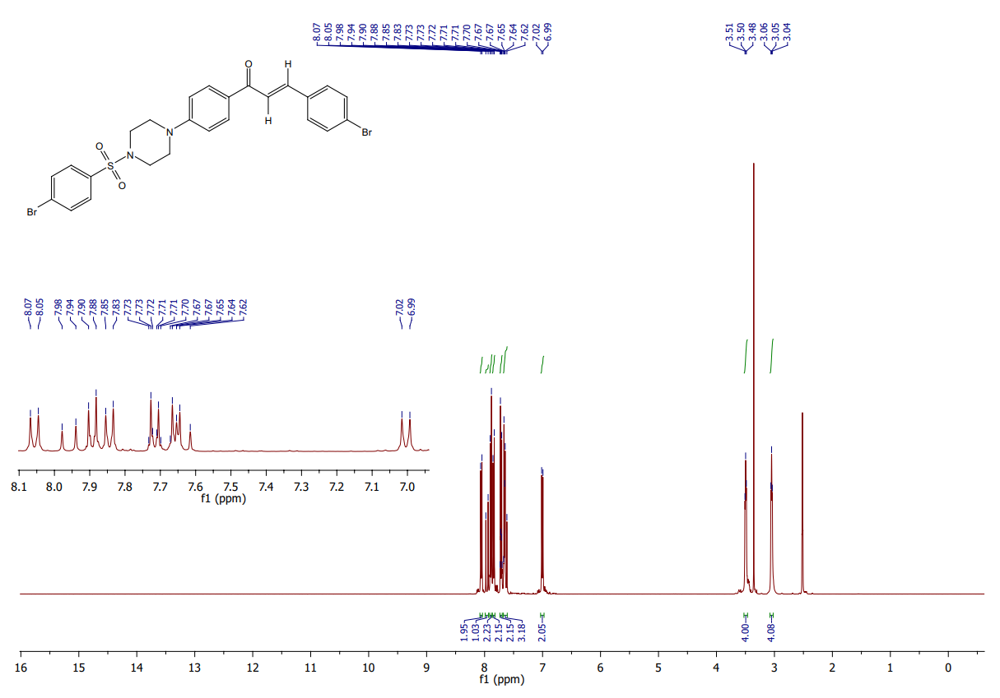 8.07 8.05 7.98 7.94 7.90 7.88 7.85 7.83 7.73 7.73 7.72 7.71 7.71 7.70 7.67 7.67 7.65 7.64 7.62 7.02 6.99
3.51 3.50 3.48 3.06 3.05 3.04
O H
H
Br
N
N
O
S
O
Br
8.07 8.05 7.98 7.94 7.90 7.88 7.85 7.83 7.73 7.73 7.72 7.71 7.71 7.70 7.67 7.67 7.65 7.64 7.62 7.02 6.99
8.1 8.0 7.9 7.8 7.7 7.6 7.5 7.4 7.3 7.2 7.1 7.0
f1 (ppm)
1.95 1.03 2.23 2.15 2.15 3.18 2.05 4.00 4.08
16 15 14 13 12 11 10 9 8 7 6 5 4 3 2 1 0
f1 (ppm)